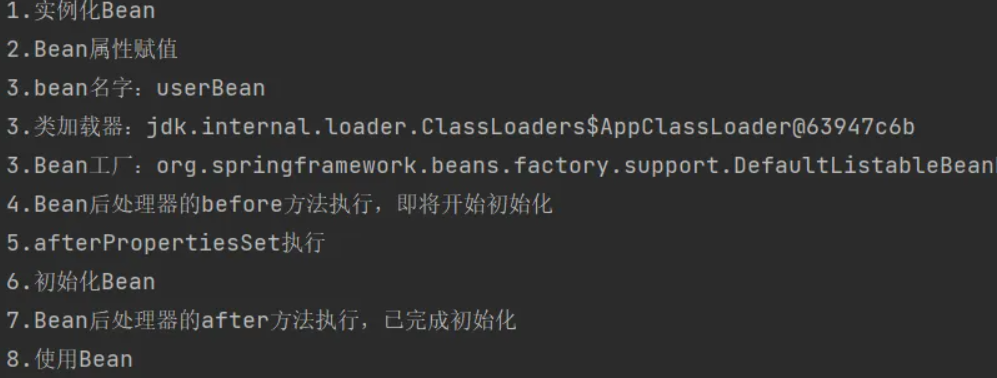 1.实例化Bean
2.Bean属性赋值
3.bean名字：userBean
3.类加载器：jdk.internal.loader.ClassLoaders$AppClassLoader@63947c6b
3.Bean工厂：org.springframework.beans.factory.support.DefaultListableBean
4.Bean后处理器的before方法执行，即将开始初始化
5.afterPropertiesSet执行
6.初始化Bean
7.Bean后处理器的after方法执行，已完成初始化
8.使用Bean